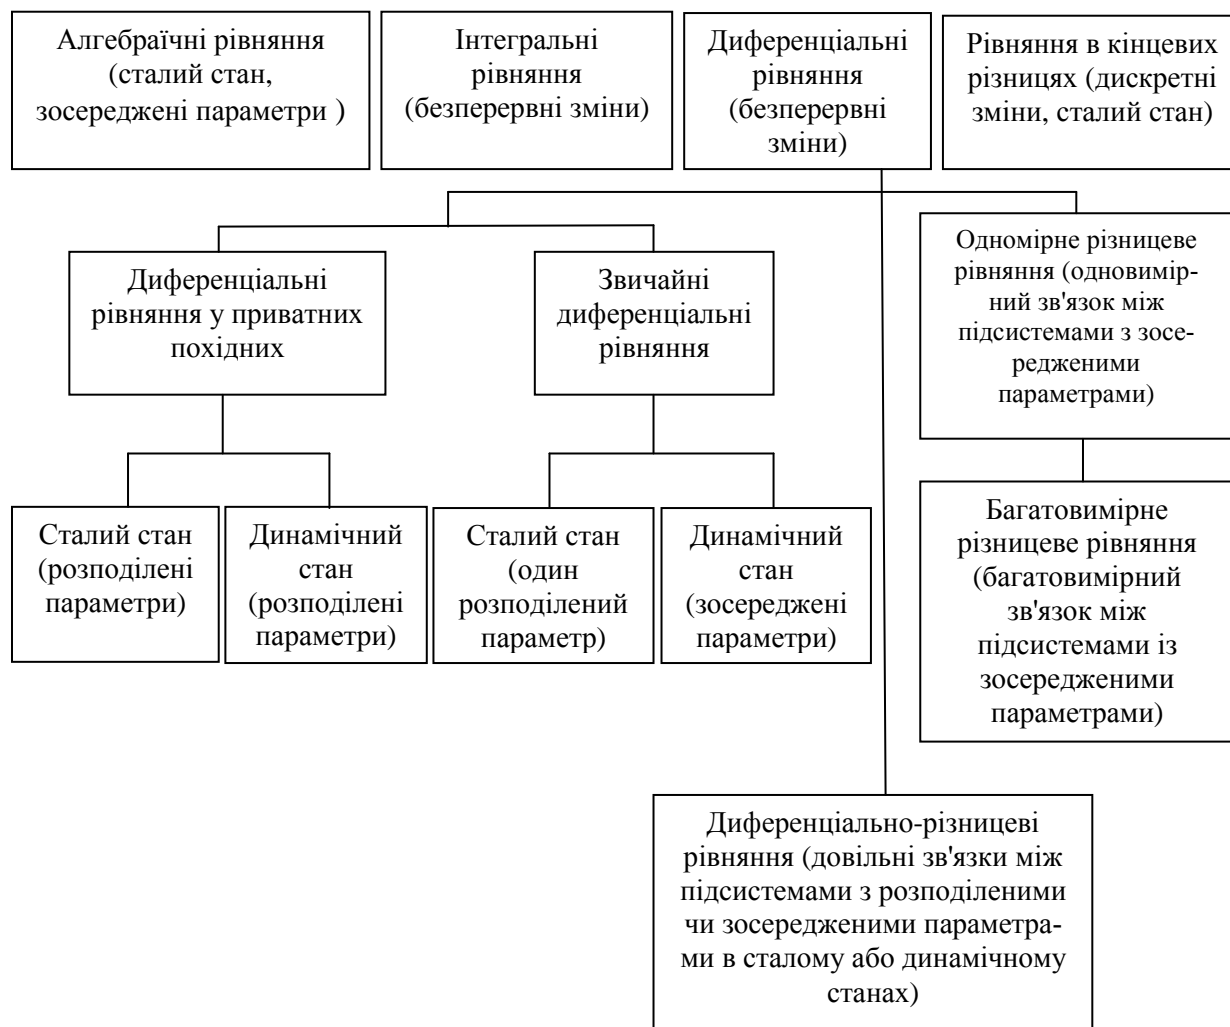 Алгебраїчні рівняння
(сталий стан,
зосереджені параметри )
Інтегральні
рівняння
(безперервні зміни)
Диференціальні
рівняння
(безперервні
зміни)
Рівняння в кінцевих
різницях (дискретні
зміни, сталий стан)
Диференціальні
рівняння у приватних
похідних
Звичайні
диференціальні
рівняння
Одномірне різницеве
рівняння (одновимір-
ний зв'язок між
підсистемами з зосе-
редженими
параметрами)
Сталий стан
(розподілені
параметри)
Динамічний
стан
(розподілені
параметри)
Сталий стан
(один
розподілений
параметр)
Динамічний
стан
(зосереджені
параметри)
Багатовимірне
різницеве рівняння
(багатовимірний
зв'язок між
підсистемами із
зосередженими
параметрами)
Диференціально-різницеві
рівняння (довільні зв'язки між
підсистемами з розподіленими
чи зосередженими параметра-
ми в сталому або динамічному
станах)